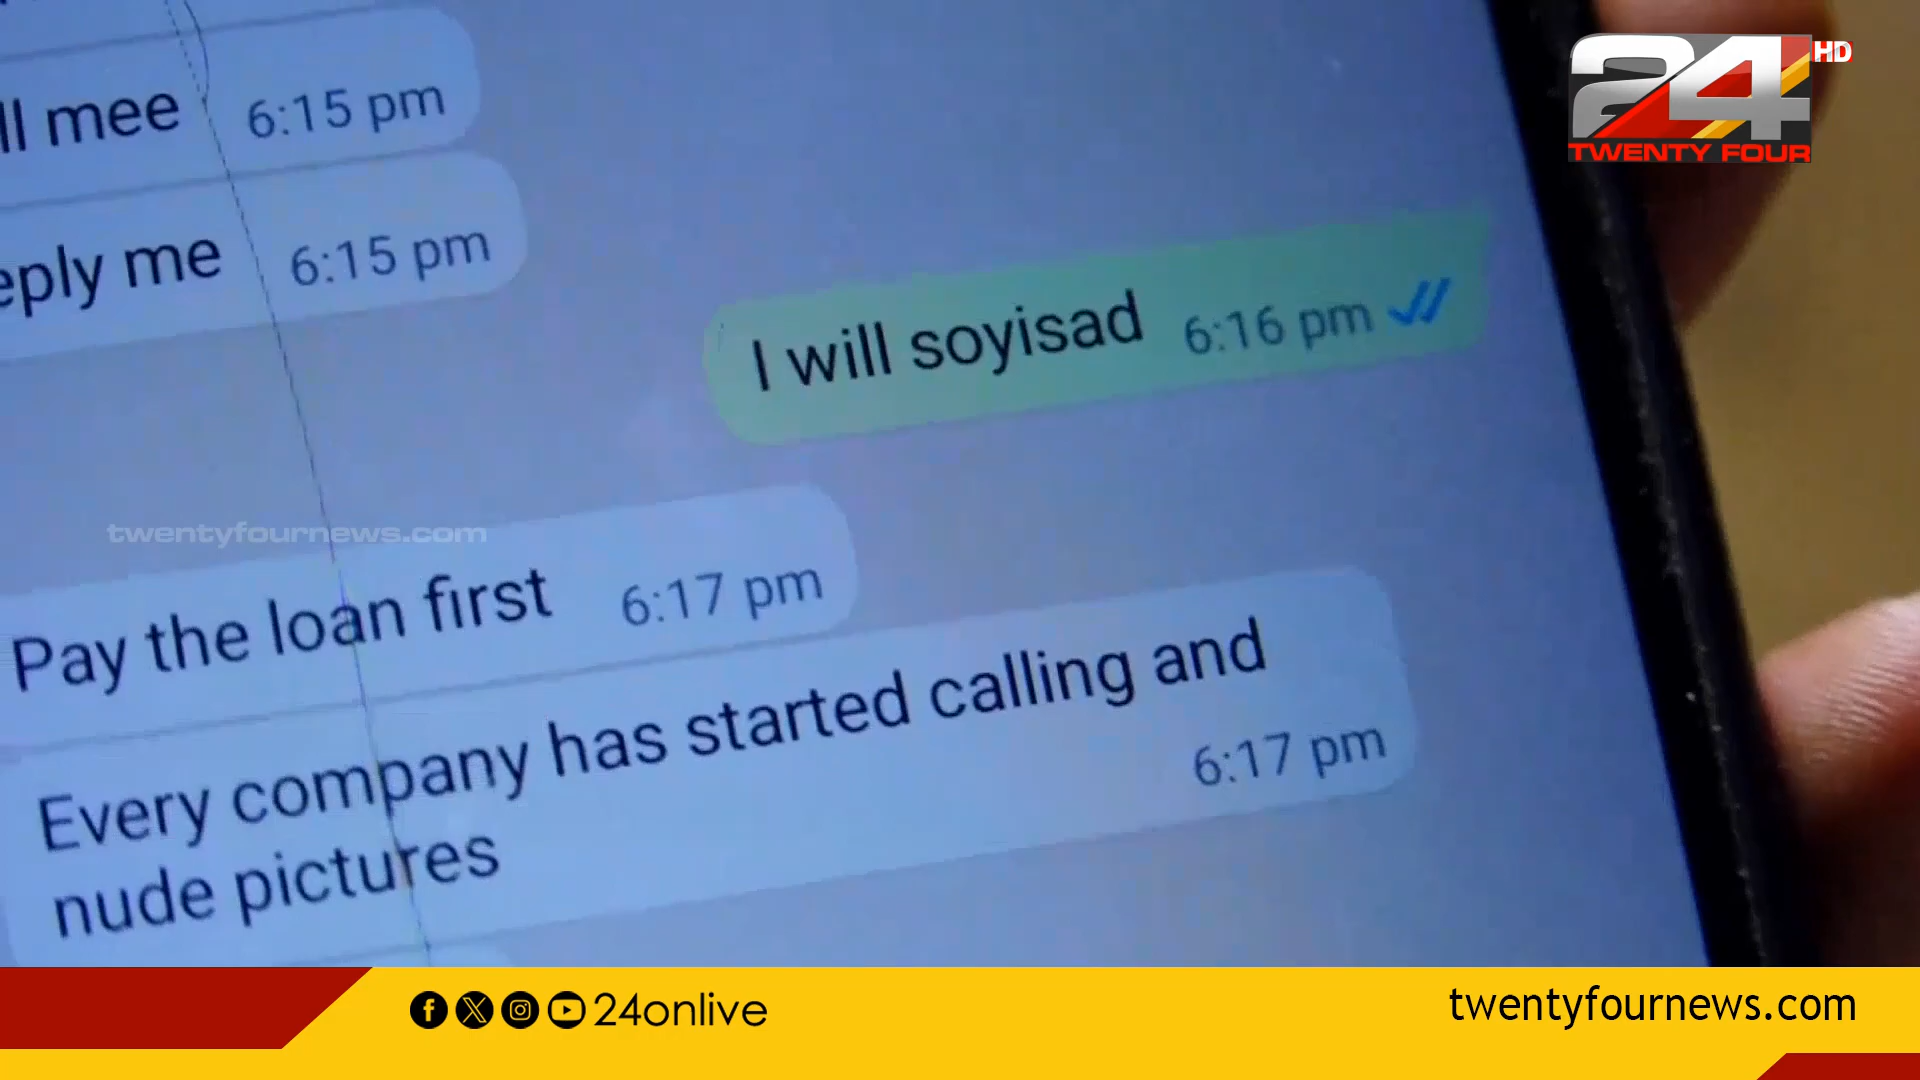 24 HD
TWENTY FOUR
ll mee 6:15 pm
eply me 6:15 pm
I will soyisad 6:16 pm
twentyfournews.com
Pay the loan first 6:17 pm
Every company has started calling and
nude pictures 6:17 pm
24onlive
twentyfournews.com